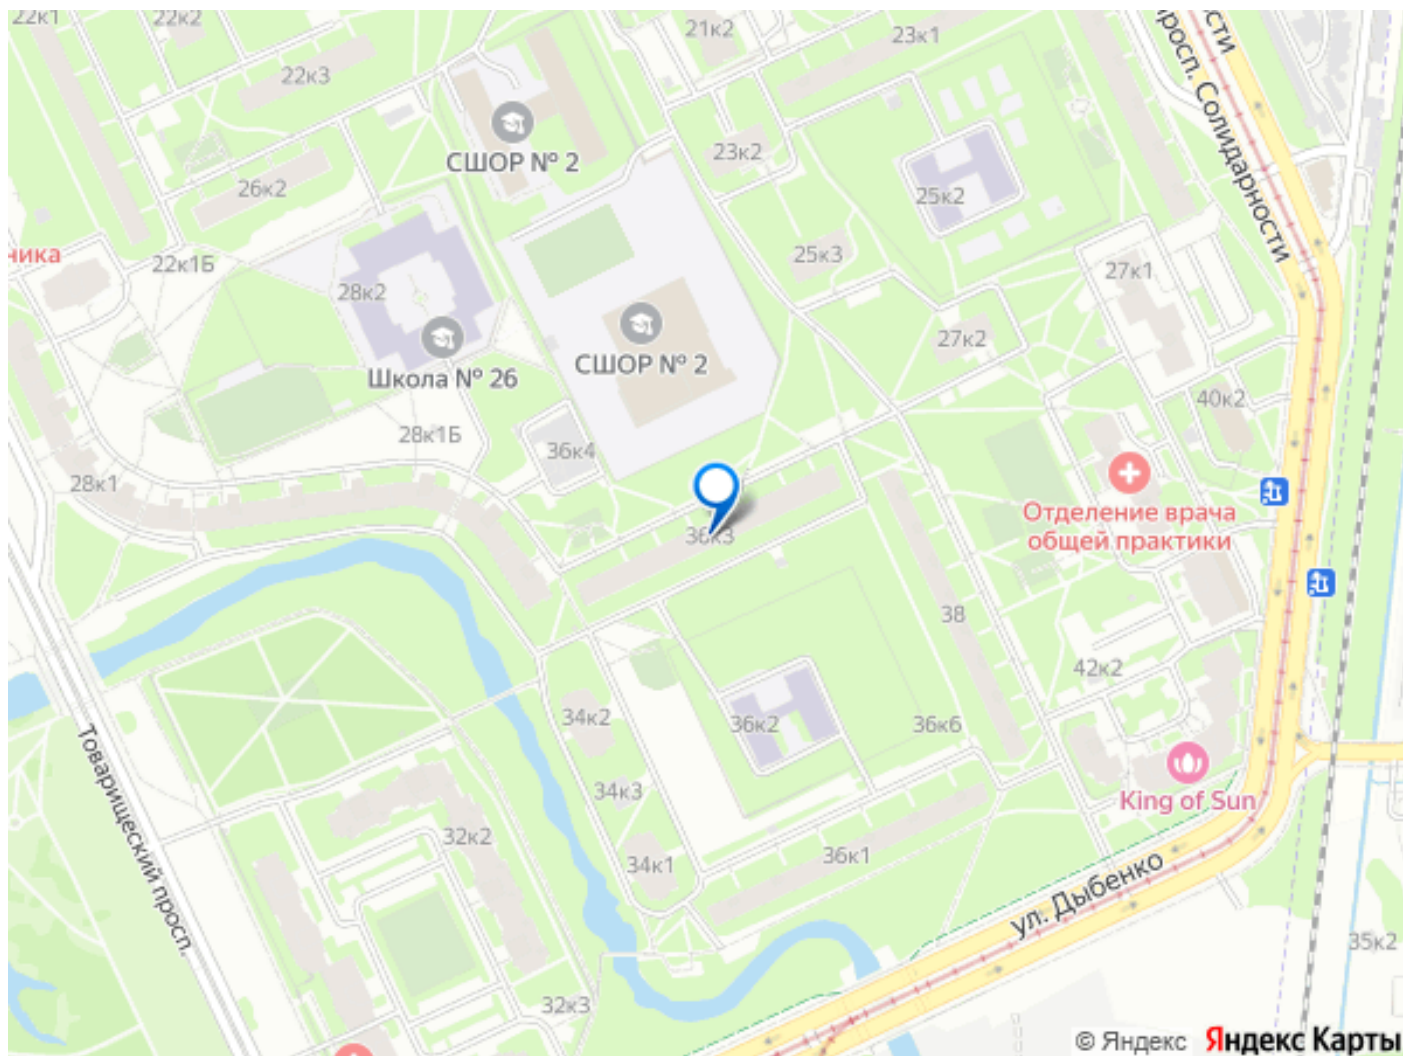 22к1
22к2
21к2
23к1
22к3
просп. Солидарности
СШОР № 2
23к2
26к2
25к2
ника
22к1Б
25к3
27к1
28к2
27к2
СШОР № 2
Школа № 26
40к2
28к1Б
36к4
28к1
Отделение врача
общей практики
36к3
38
42к2
34к2
36к2
36к6
Товарищеский просп.
34к3
King of Sun
32к2
34к1
36к1
ул. Дыбенко
35к2
32к3
© Яндекс Яндекс Карты